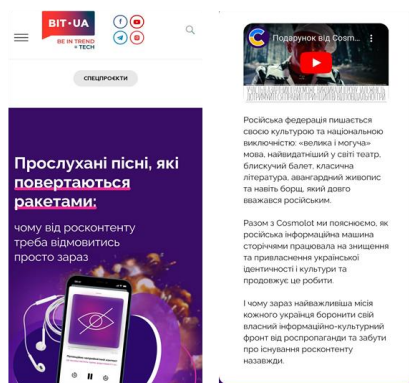 BIT•UA
BE IN TREND
+ TECH
СПЕЦПРОЄКТИ
Прослухані пісні, які
повертаються
ракетами:
чому від росконтенту
треба відмовитись
просто зараз
Подарунок від Cosmo...
Російська федерація пишається
своєю культурою та національною
виключністю: «велика і могуча»
мова, найвидатніший у світі театр,
блискучий балет, класична
література, авангардний живопис
та навіть борщ, який довго
вважався російським.
Разом з Cosmolot ми пояснюємо, як
російська інформаційна машина
сторіччями працювала на знищення
та привласнення української
ідентичності і культури та
продовжує це робити.
І чому зараз найважливіша місія
кожного українця боронити свій
власний інформаційно-культурний
фронт від роспропаганди та забути
про існування росконтенту
назавжди.